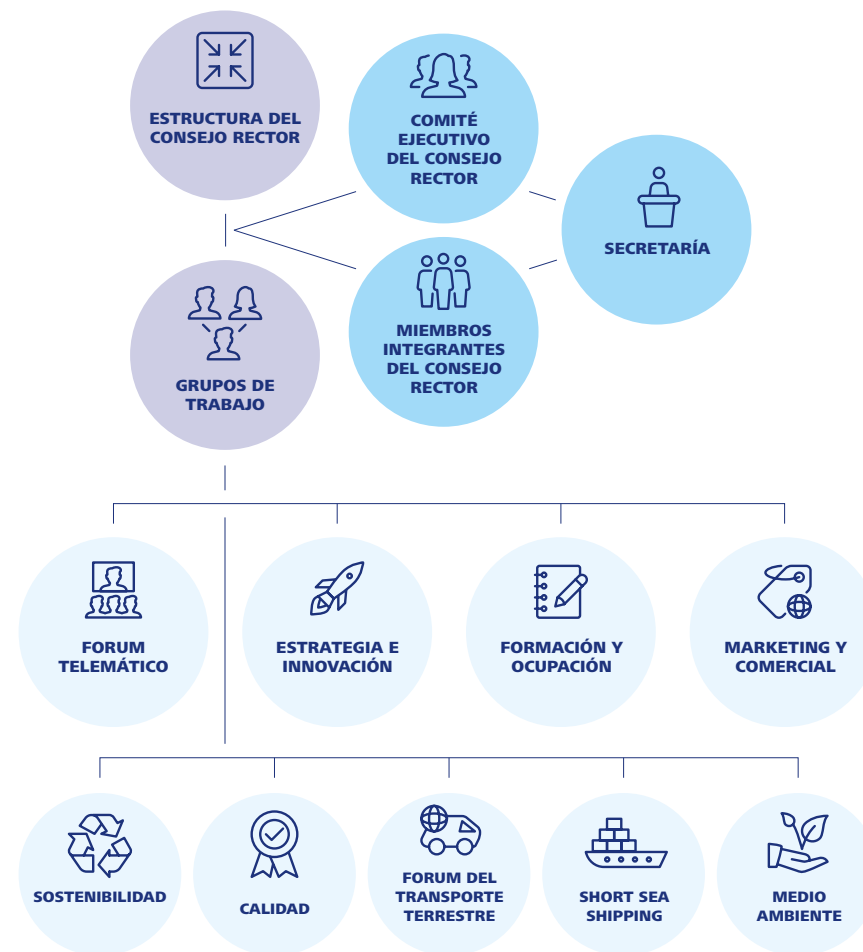 ESTRUCTURA DEL
CONSEJO RECTOR
COMITÉ
EJECUTIVO
DEL CONSEJO
RECTOR
SECRETARÍA
MIEMBROS
INTEGRANTES
DEL CONSEJO
RECTOR
GRUPOS DE
TRABAJO
FORUM
TELEMÁTICO
ESTRATEGIA E
INNOVACIÓN
FORMACIÓN Y
OCUPACIÓN
MARKETING Y
COMERCIAL
SOSTENIBILIDAD
CALIDAD
FORUM DEL
TRANSPORTE
TERRESTRE
SHORT SEA
SHIPPING
MEDIO
AMBIENTE